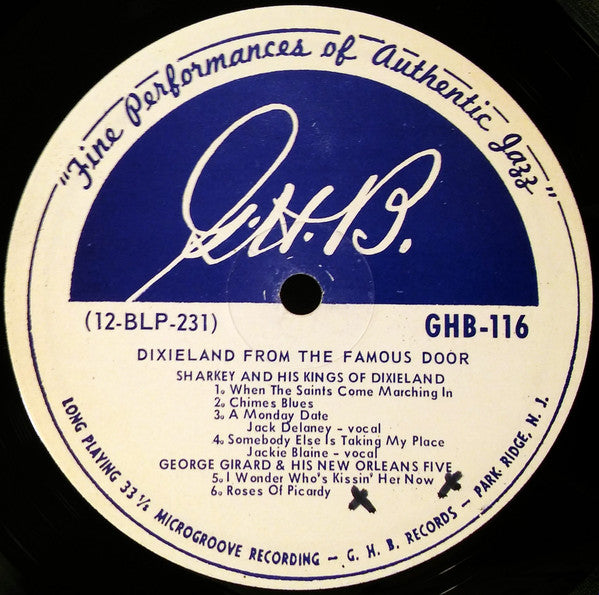 "Fine Performances of Authentic Jazz"
G.H.B.
(12-BLP-231)
GHB-116
DIXIELAND FROM THE FAMOUS DOOR
SHARKEY AND HIS KINGS OF DIXIELAND
1. When The Saints Come Marching In
2. Chimes Blues
3. A Monday Date
Jack Delaney - vocal
4. Somebody Else Is Taking My Place
Jackie Blaine - vocal
GEORGE GIRARD & HIS NEW ORLEANS FIVE
5. I Wonder Who's Kissin' Her Now
6. Roses Of Picardy
LONG PLAYING 33 1/3 MICROGROOVE RECORDING - G. H. B. RECORDS - PARK RIDGE, N. J.